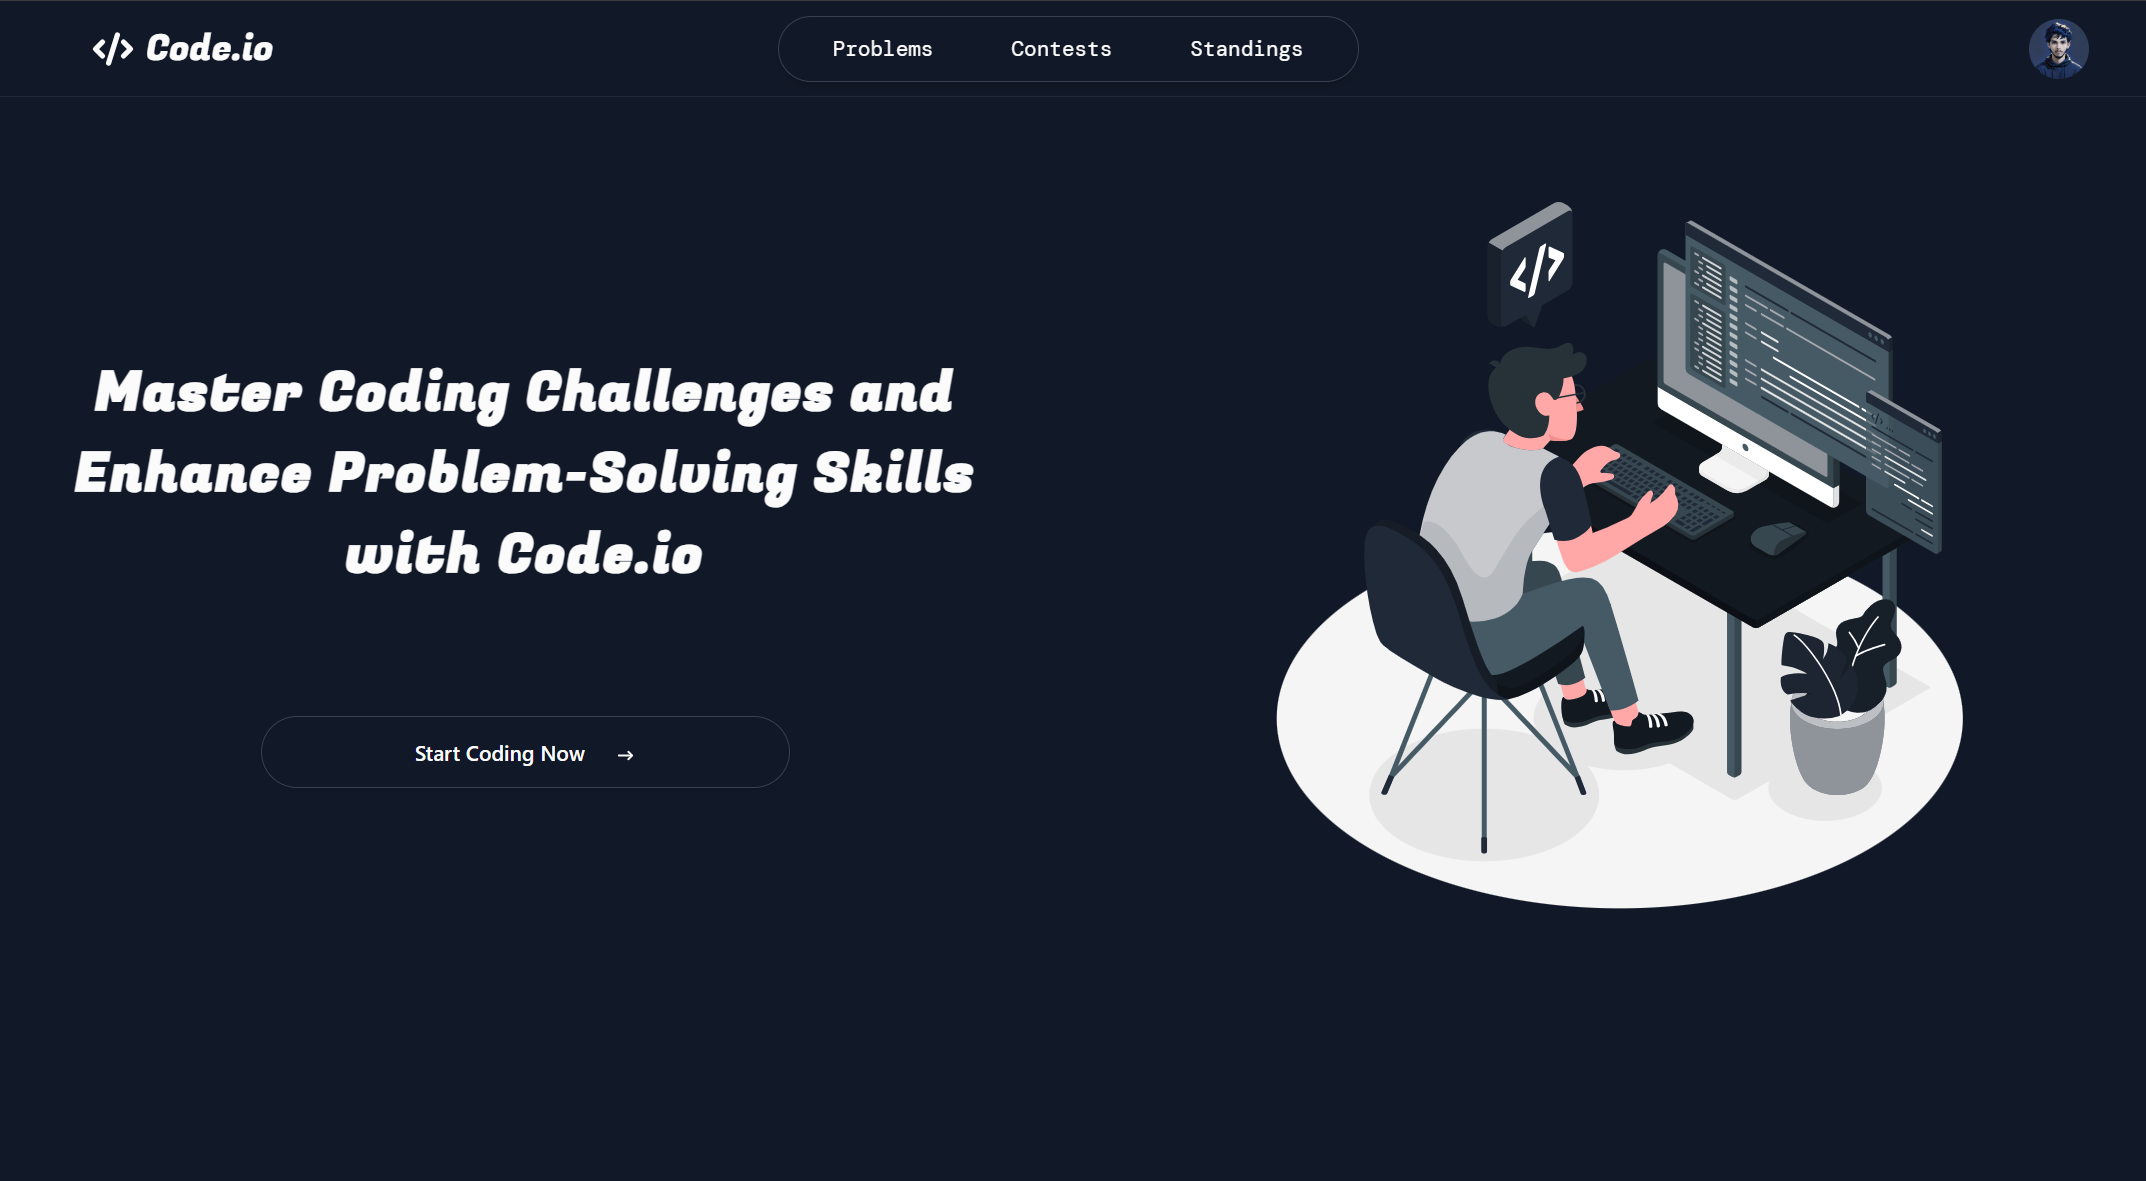 </> Code.io
Problems Contests Standings
</>
Master Coding Challenges and
Enhance Problem-Solving Skills
with Code.io
Start Coding Now →